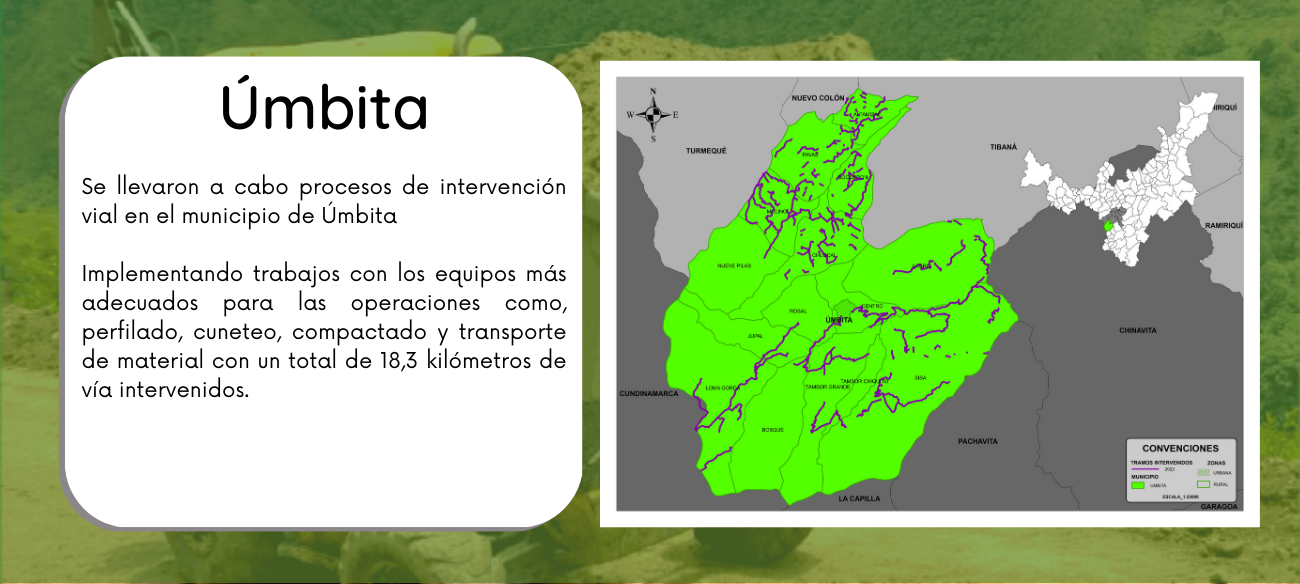 Úmbita
Se llevaron a cabo procesos de intervención
vial en el municipio de Úmbita
Implementando trabajos con los equipos más
adecuados para las operaciones como,
perfilado, cuneteo, compactado y transporte
de material con un total de 18,3 kilómetros de
vía intervenidos.
N
W E
S
NUEVO COLÓN
TURMEQUÉ
TIBANÁ
RAMIRIQUÍ
PAVAS
MOLINO
CHUSCAL
NUEVE PILAS
ROSAL
CENTRO
ÚMBITA
JUPAL
CHINAVITA
LOMA GORDA
TAMBOR GRANDE
TAMBOR CHIQUITO
SISA
CUNDINAMARCA
BOSQUE
PACHAVITA
LA CAPILLA
GARAGOA
CONVENCIONES
TRAMOS INTERVENIDOS
2022
MUNICIPIO
UMBITA
ZONAS
URBANA
RURAL